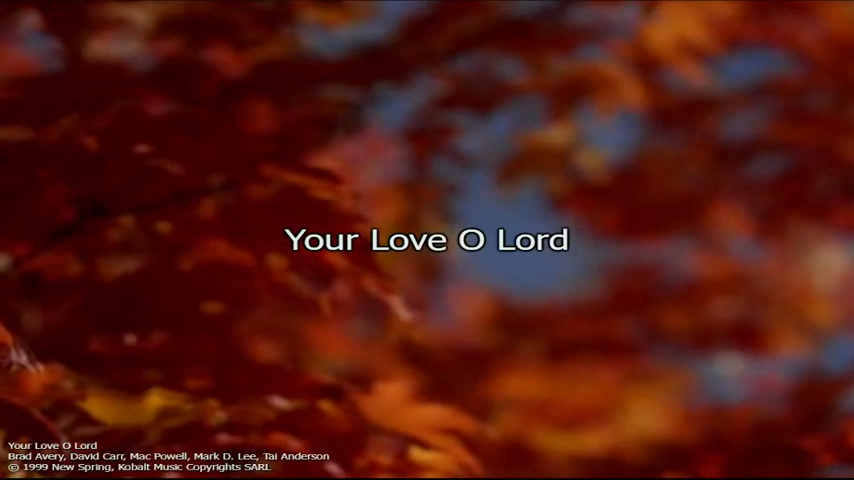 Your Love O Lord
Your Love O Lord
Brad Avery, David Carr, Mac Powell, Mark D. Lee, Tai Anderson
© 1999 New Spring, Kobalt Music Copyrights SARL